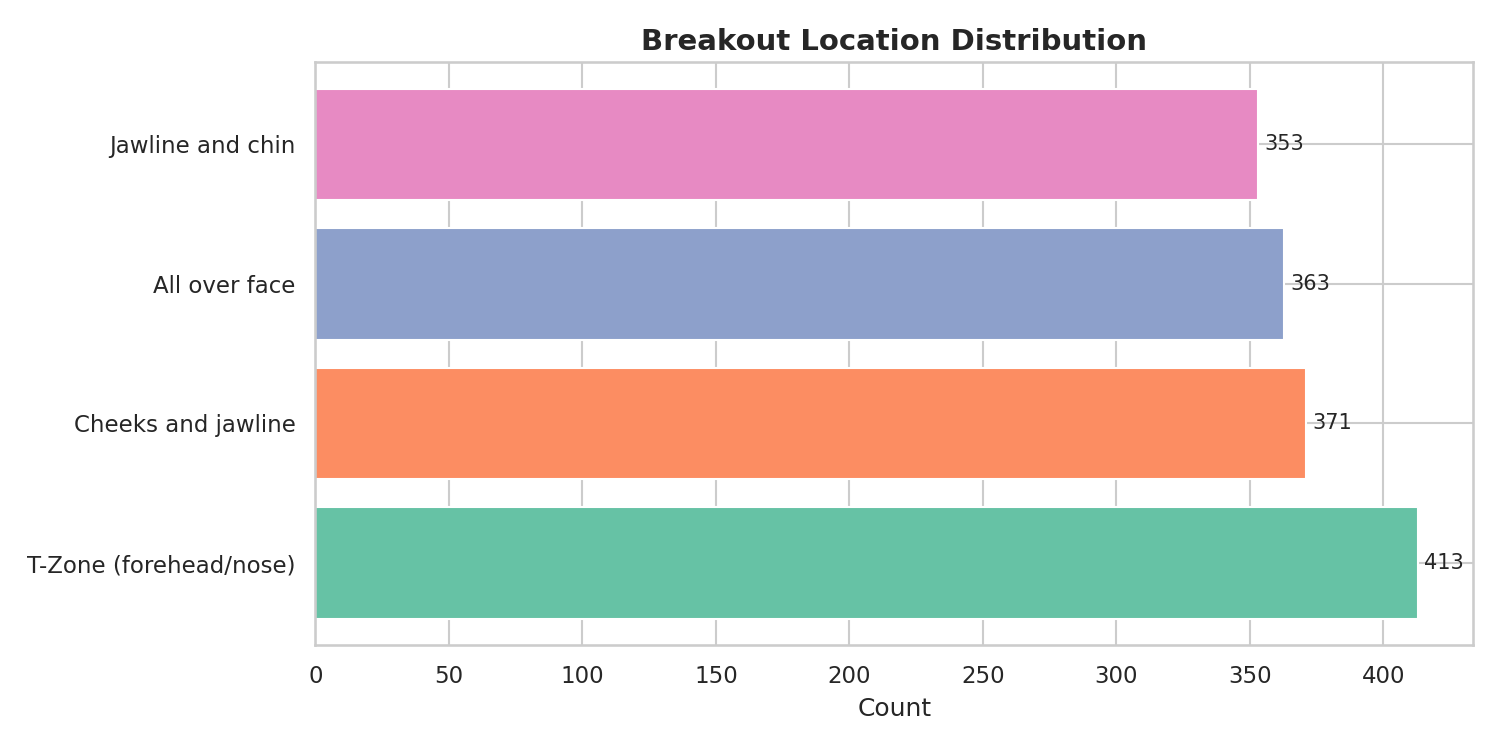 Breakout Location Distribution
Jawline and chin
353
All over face
363
Cheeks and jawline
371
T-Zone (forehead/nose)
413
0 50 100 150 200 250 300 350 400
Count